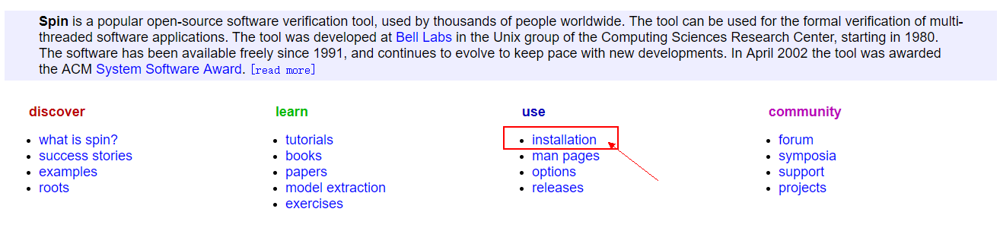 Spin is a popular open-source software verification tool, used by thousands of people worldwide. The tool can be used for the formal verification of multi-
threaded software applications. The tool was developed at Bell Labs in the Unix group of the Computing Sciences Research Center, starting in 1980.
The software has been available freely since 1991, and continues to evolve to keep pace with new developments. In April 2002 the tool was awarded
the ACM System Software Award. [read more]
discover
what is spin?
success stories
examples
roots
learn
tutorials
books
papers
model extraction
exercises
use
installation
man pages
options
releases
community
forum
symposia
support
projects